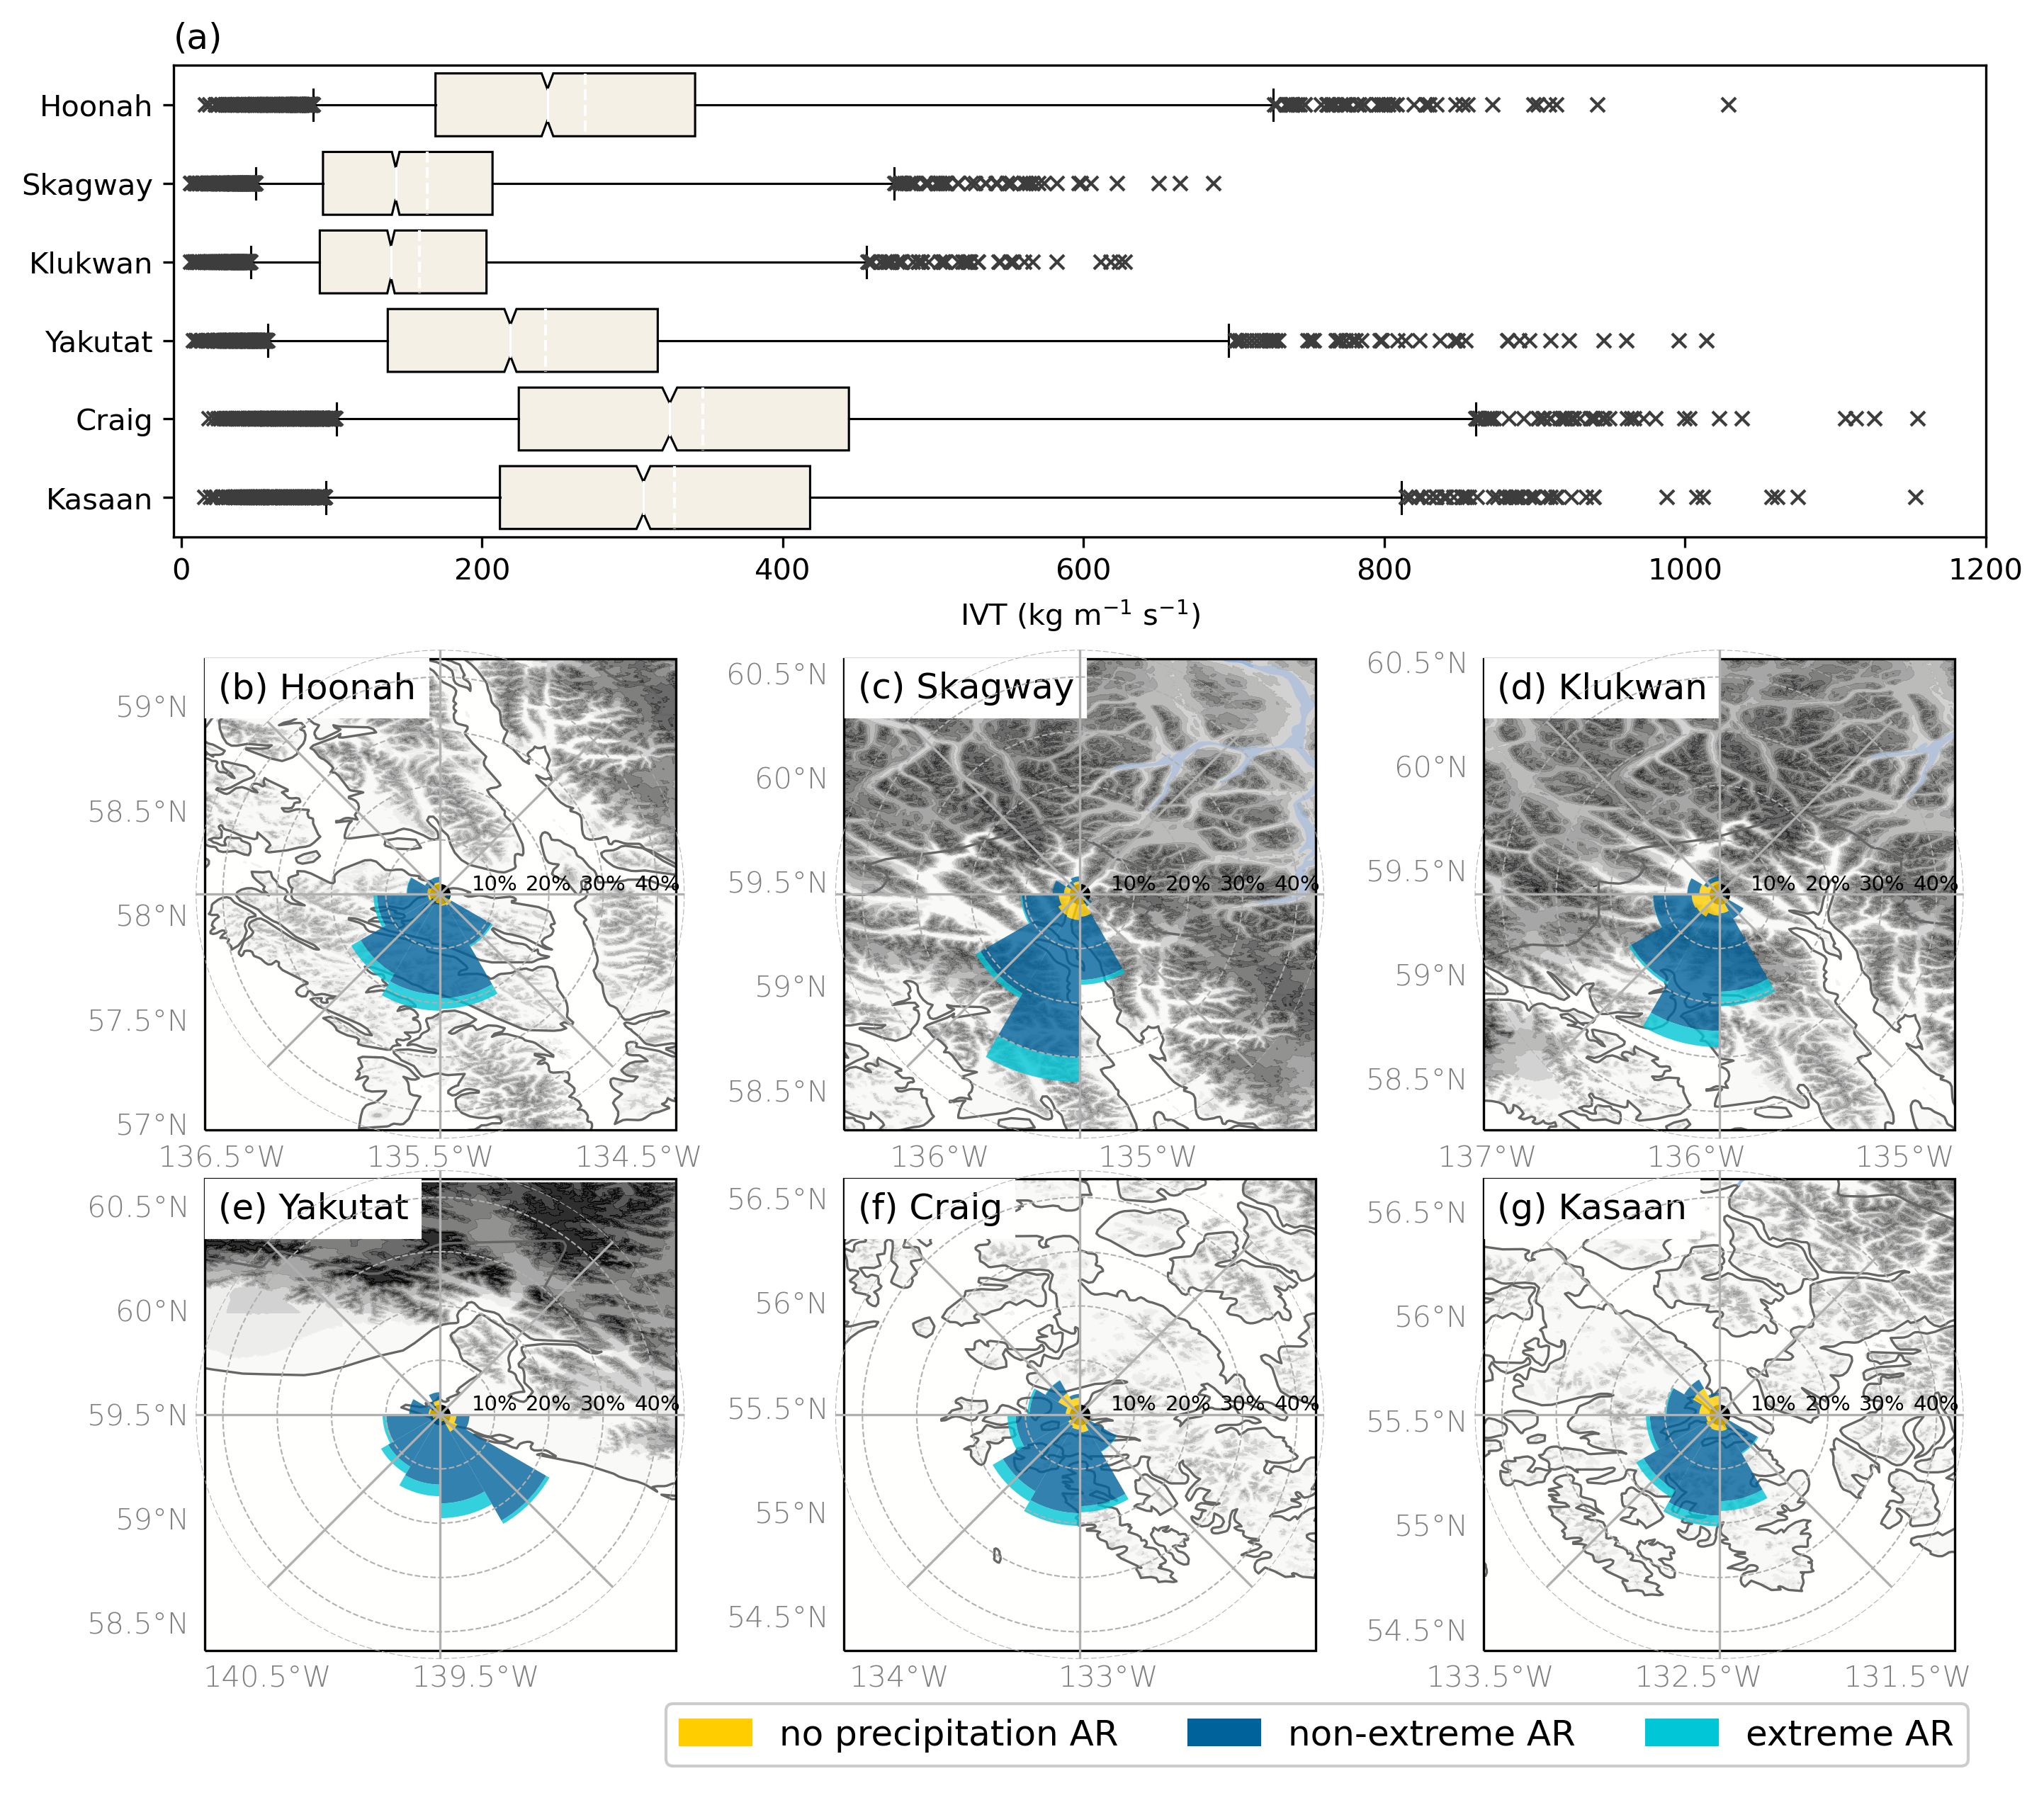 (a)
Hoonah
Skagway
Klukwan
Yakutat
Craig
Kasaan
0 200 400 600 800 1000 1200
IVT (kg m⁻¹ s⁻¹)
(b) Hoonah
59°N
58.5°N
58°N
57.5°N
57°N
10% 20% 30% 40%
136.5°W 135.5°W 134.5°W
(c) Skagway
60.5°N
60°N
59.5°N
59°N
58.5°N
10% 20% 30% 40%
136°W 135°W
(d) Klukwan
60.5°N
60°N
59.5°N
59°N
58.5°N
10% 20% 30% 40%
137°W 136°W 135°W
(e) Yakutat
60.5°N
60°N
59.5°N
59°N
58.5°N
10% 20% 30% 40%
140.5°W 139.5°W
(f) Craig
56.5°N
56°N
55.5°N
55°N
54.5°N
10% 20% 30% 40%
134°W 133°W
(g) Kasaan
56.5°N
56°N
55.5°N
55°N
54.5°N
10% 20% 30% 40%
133.5°W 132.5°W 131.5°W
no precipitation AR non-extreme AR extreme AR